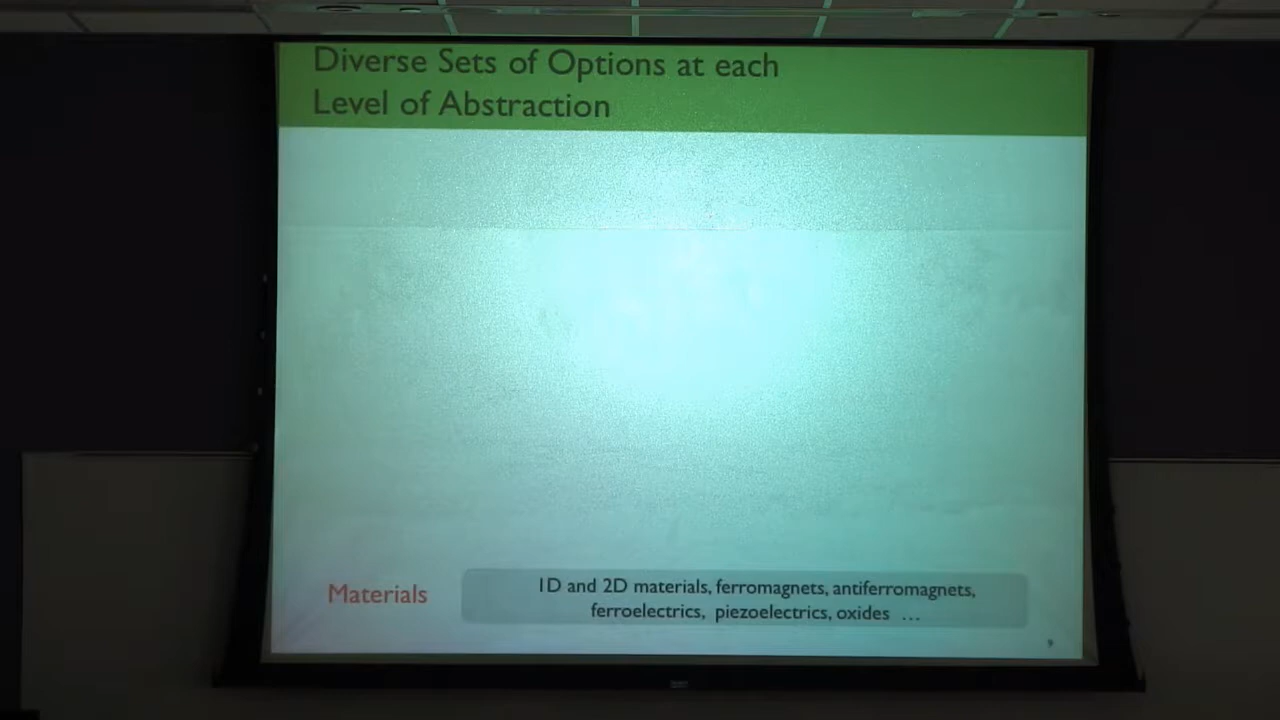 Diverse Sets of Options at each
Level of Abstraction
Materials
1D and 2D materials, ferromagnets, antiferromagnets,
ferroelectrics, piezoelectrics, oxides ...
9